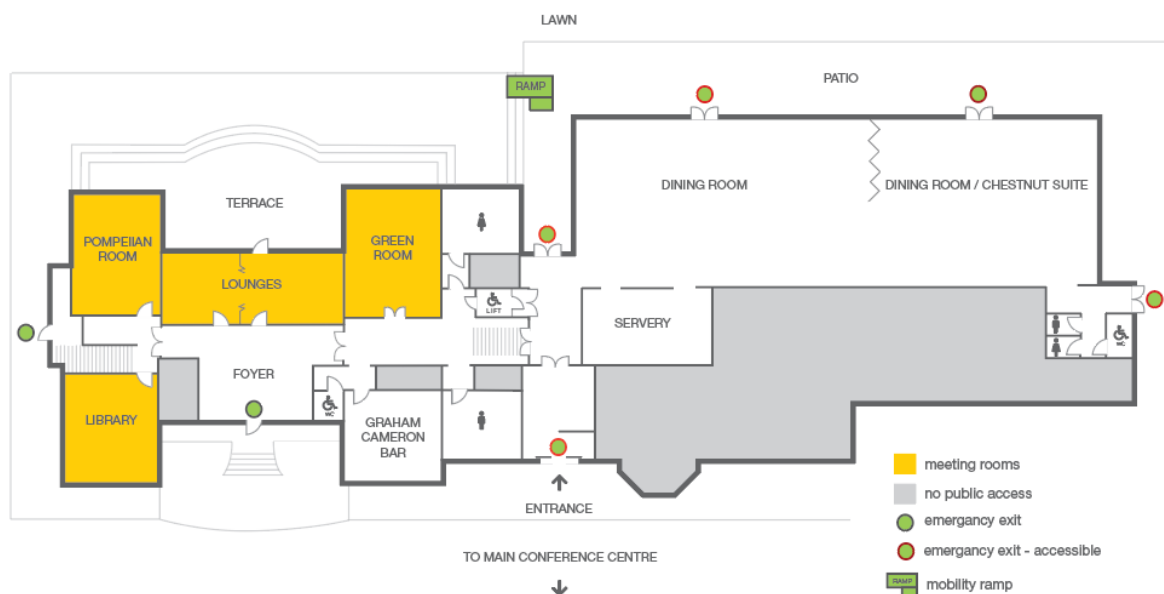 LAWN
PATIO
RAMP
DINING ROOM
DINING ROOM / CHESTNUT SUITE
TERRACE
POMPEIIAN
ROOM
GREEN
ROOM
LOUNGES
LIFT
SERVERY
WC
FOYER
WC
LIBRARY
GRAHAM
CAMERON
BAR
ENTRANCE
TO MAIN CONFERENCE CENTRE
meeting rooms
no public access
emergancy exit
emergancy exit - accessible
RAMP
mobility ramp